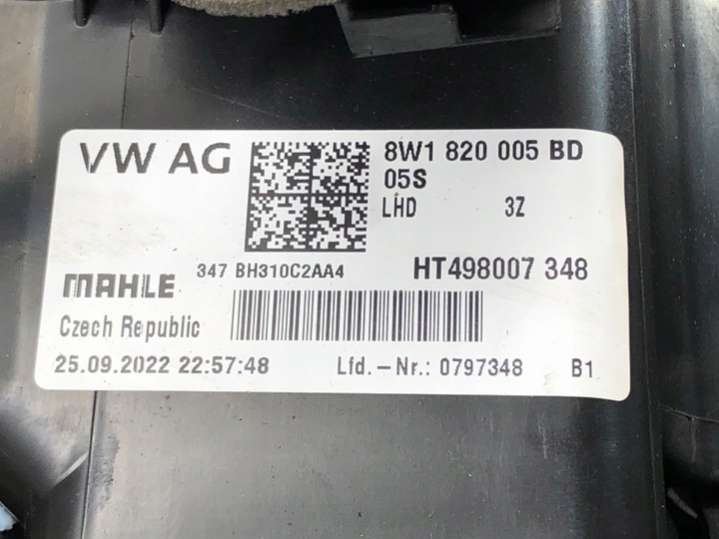 VW AG
8W1 820 005 BD
05S
LHD 3Z
347 BH310C2AA4
HT498007 348
MAHLE
Czech Republic
25.09.2022 22:57:48 Lfd.-Nr.: 0797348 B1